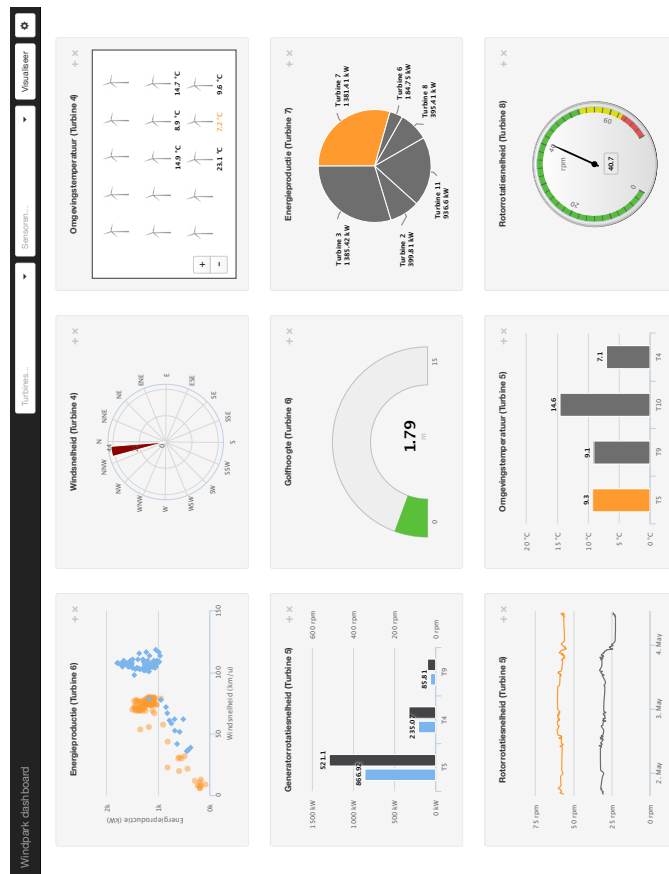 Windpark dashboard
Turbines...
Sensoren...
Visualiseer
Energieproductie (Turbine 6)
Energieproductie (kW)
2k
1k
0k
0
50
100
150
Windsnelheid (km/u)
Windsnelheid (Turbine 4)
N
NNE
NE
ENE
E
ESE
SE
SSE
S
SSW
SW
WSW
W
WNW
NW
NNW
0
Omgevingstemperatuur (Turbine 4)
14.9 °C
8.9 °C
14.7 °C
23.1 °C
7.2 °C
9.6 °C
+
−
Generatorrotatiesnelheid (Turbine 5)
1500 kW
1000 kW
500 kW
0 kW
600 rpm
400 rpm
200 rpm
0 rpm
866.92
521.1
235.07
85.81
T5
T4
T9
Golfhoogte (Turbine 6)
1.79
m
0
15
Energieproductie (Turbine 7)
Turbine 7
1381.41 kW
Turbine 6
184.75 kW
Turbine 8
395.41 kW
Turbine 11
936.6 kW
Turbine 2
399.81 kW
Turbine 3
1385.42 kW
Rotorrotatiesnelheid (Turbine 5)
75 rpm
50 rpm
25 rpm
0 rpm
2. May
3. May
4. May
Omgevingstemperatuur (Turbine 5)
20 °C
15 °C
10 °C
5 °C
0 °C
9.3
9.1
14.6
7.1
T5
T9
T10
T4
Rotorrotatiesnelheid (Turbine 8)
0
20
40
60
rpm
40.7